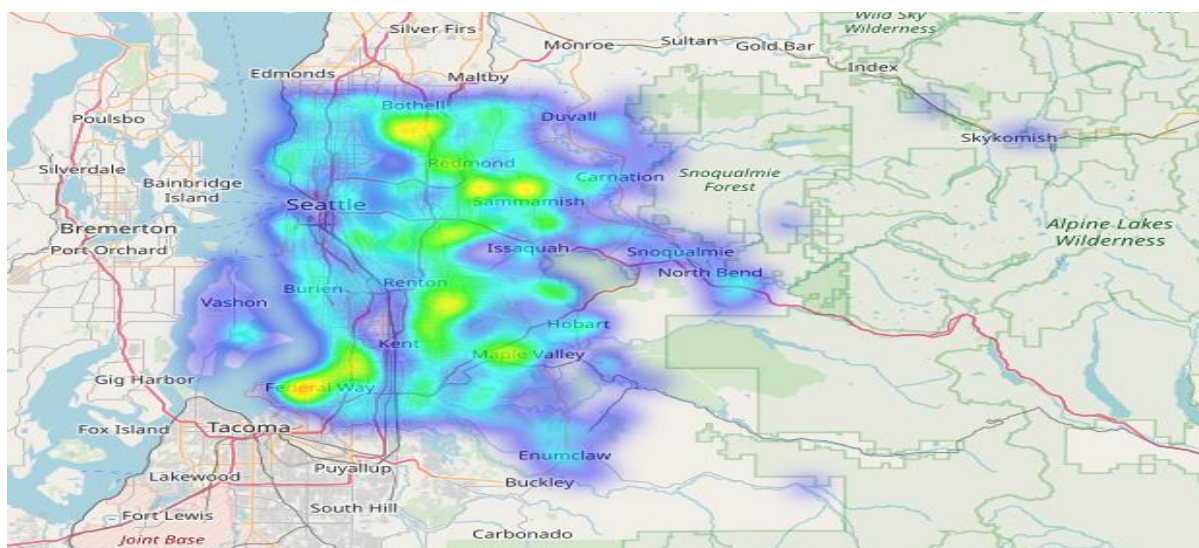 Wild Sky
Wilderness
Silver Firs
Monroe
Sultan
Gold Bar
Edmonds
Maltby
Index
Poulsbo
Bothell
Duvall
Skykomish
Silverdale
Redmond
Bainbridge
Island
Carnation
Snoqualmie
Forest
Seattle
Sammamish
Bremerton
Alpine Lakes
Wilderness
Port Orchard
Issaquah
Snoqualmie
North Bend
Vashon
Burien
Renton
Hobart
Kent
Maple Valley
Gig Harbor
Federal Way
Fox Island
Tacoma
Enumclaw
Lakewood
Puyallup
Buckley
Fort Lewis
South Hill
Carbonado
Joint Base